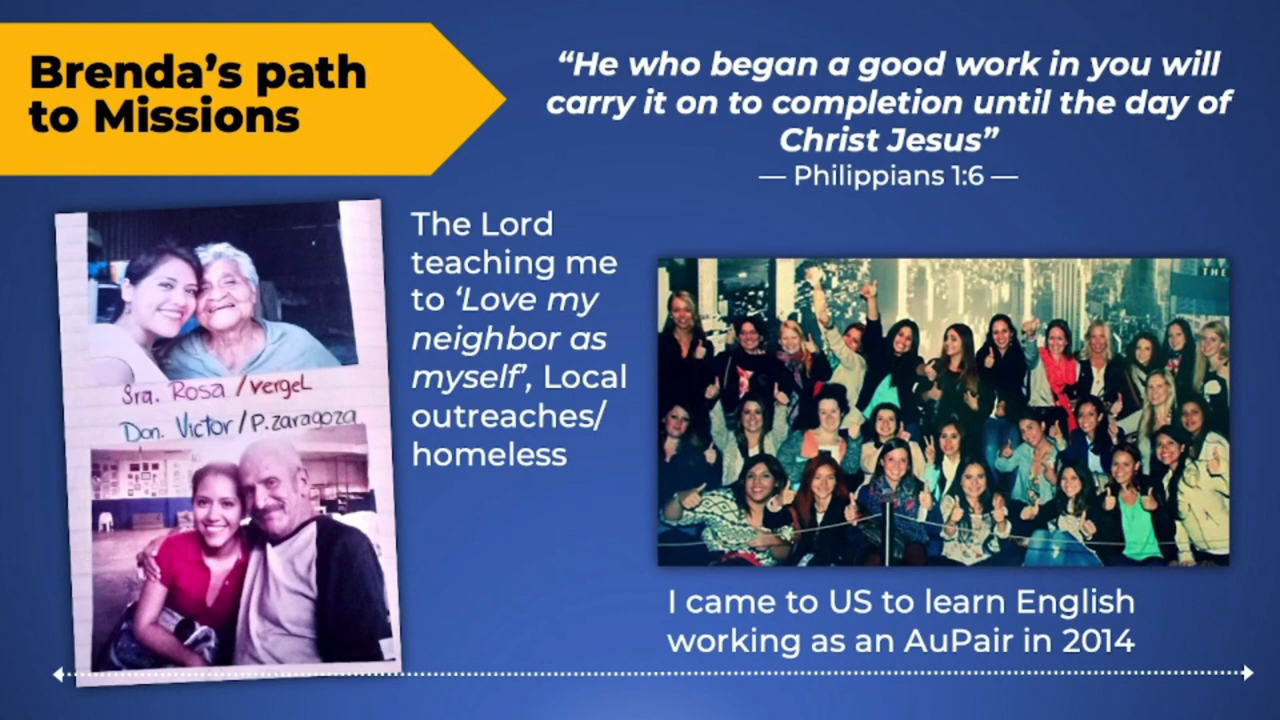 Brenda's path
to Missions
“He who began a good work in you will
carry it on to completion until the day of
Christ Jesus”
— Philippians 1:6 —
The Lord
teaching me
to ‘Love my
neighbor as
myself’, Local
outreaches/
homeless
Sra. Rosa / Vergel
Don. Victor / P. Zaragoza
THE
I came to US to learn English
working as an AuPair in 2014